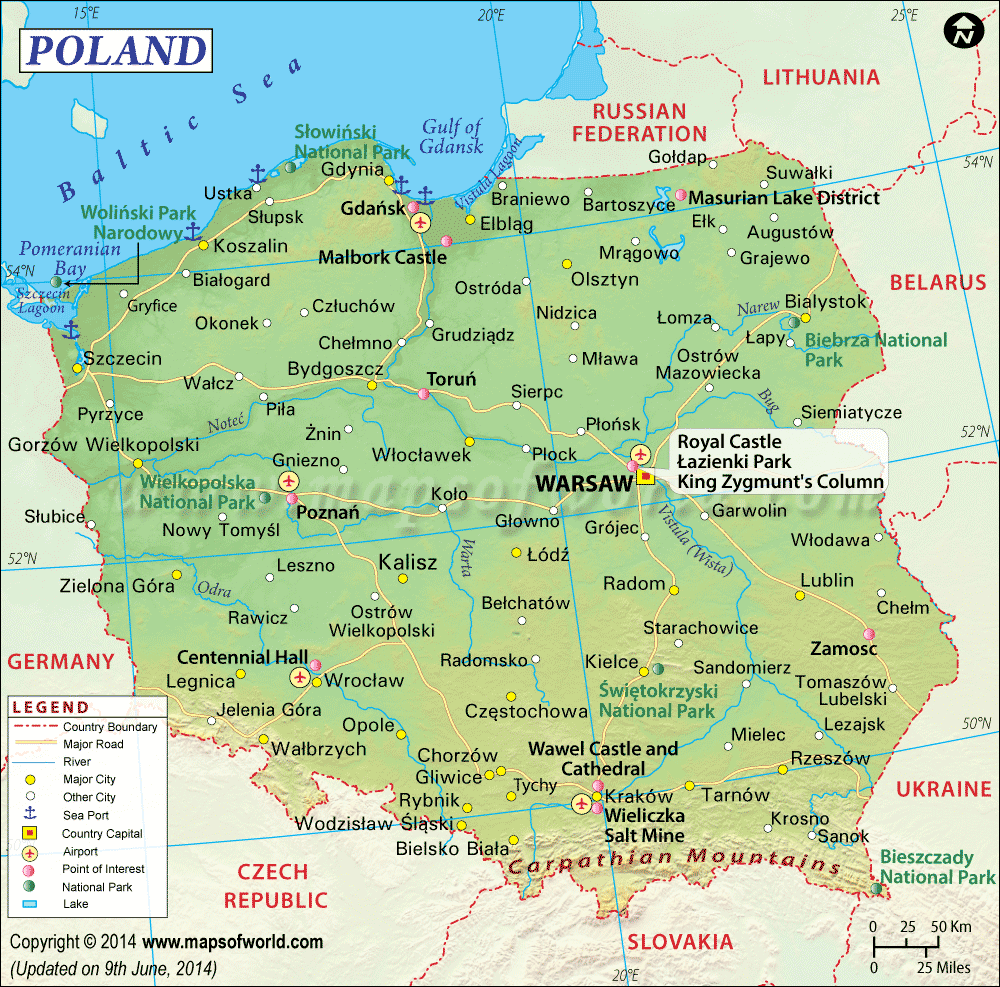 15°E
20°E
25°E
POLAND
N
LITHUANIA
Baltic Sea
RUSSIAN
FEDERATION
Gulf of
Gdansk
Słowiński
National Park
Gołdap
54°N
Gdynia
Vistula Lagoon
Suwałki
Ustka
Braniewo
Bartoszyce
Masurian Lake District
Woliński Park
Narodowy
Słupsk
Gdańsk
Elbląg
Ełk
Augustów
Koszalin
Malbork Castle
Mrągowo
Grajewo
Pomeranian
Bay
54°N
Białogard
Olsztyn
BELARUS
Szczecin
Lagoon
Gryfice
Człuchów
Ostróda
Narew
Bialystok
Okonek
Grudziądz
Nidzica
Łomza
Łapy
Biebrza National
Park
Chełmno
Szczecin
Mława
Ostrów
Mazowiecka
Bydgoszcz
Toruń
Wałcz
Sierpc
Bug
Pyrzyce
Piła
Siemiatycze
Noteć
Żnin
Płońsk
52°N
Gorzów Wielkopolski
Włocławek
Plock
Royal Castle
Łazienki Park
King Zygmunt's Column
Gniezno
Wielkopolska
National Park
WARSAW
Koło
Poznań
Słubice
Nowy Tomyśl
Głowno
Grójec
Vistula (Wista)
Garwolin
Włodawa
52°N
Łódź
Leszno
Kalisz
Warta
Zielona Góra
Odra
Radom
Lublin
Rawicz
Ostrów
Wielkopolski
Bełchatów
Chełm
Starachowice
Zamosc
GERMANY
Centennial Hall
Radomsko
Kielce
Sandomierz
Legnica
Wrocław
Świętokrzyski
National Park
Tomaszów
Lubelski
LEGEND
Country Boundary
Major Road
River
Major City
Other City
Sea Port
Country Capital
Airport
Point of Interest
National Park
Lake
Jelenia Góra
Częstochowa
Opole
Lezajsk
50°N
Wałbrzych
Chorzów
Wawel Castle and
Cathedral
Mielec
Gliwice
Tychy
Rzeszów
UKRAINE
Rybnik
Kraków
Tarnów
Wodzisław Śląski
Wieliczka
Salt Mine
Krosno
Sanok
Bielsko Biała
Carpathian Mountains
Bieszczady
National Park
CZECH
REPUBLIC
SLOVAKIA
20°E
0 25 50 Km
0 25 Miles
Copyright © 2014 www.mapsofworld.com
(Updated on 9th June, 2014)